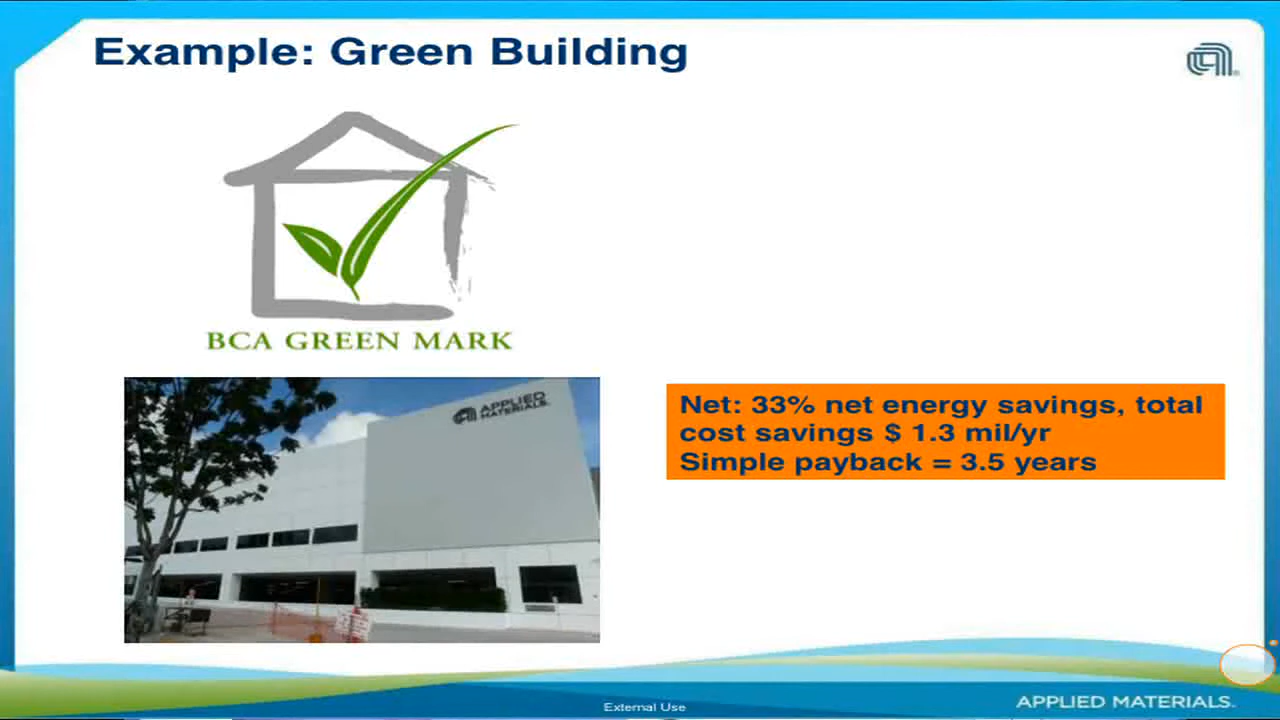 Example: Green Building
BCA GREEN MARK
APPLIED
MATERIALS
Net: 33% net energy savings, total
cost savings $ 1.3 mil/yr
Simple payback = 3.5 years
External Use
APPLIED MATERIALS.